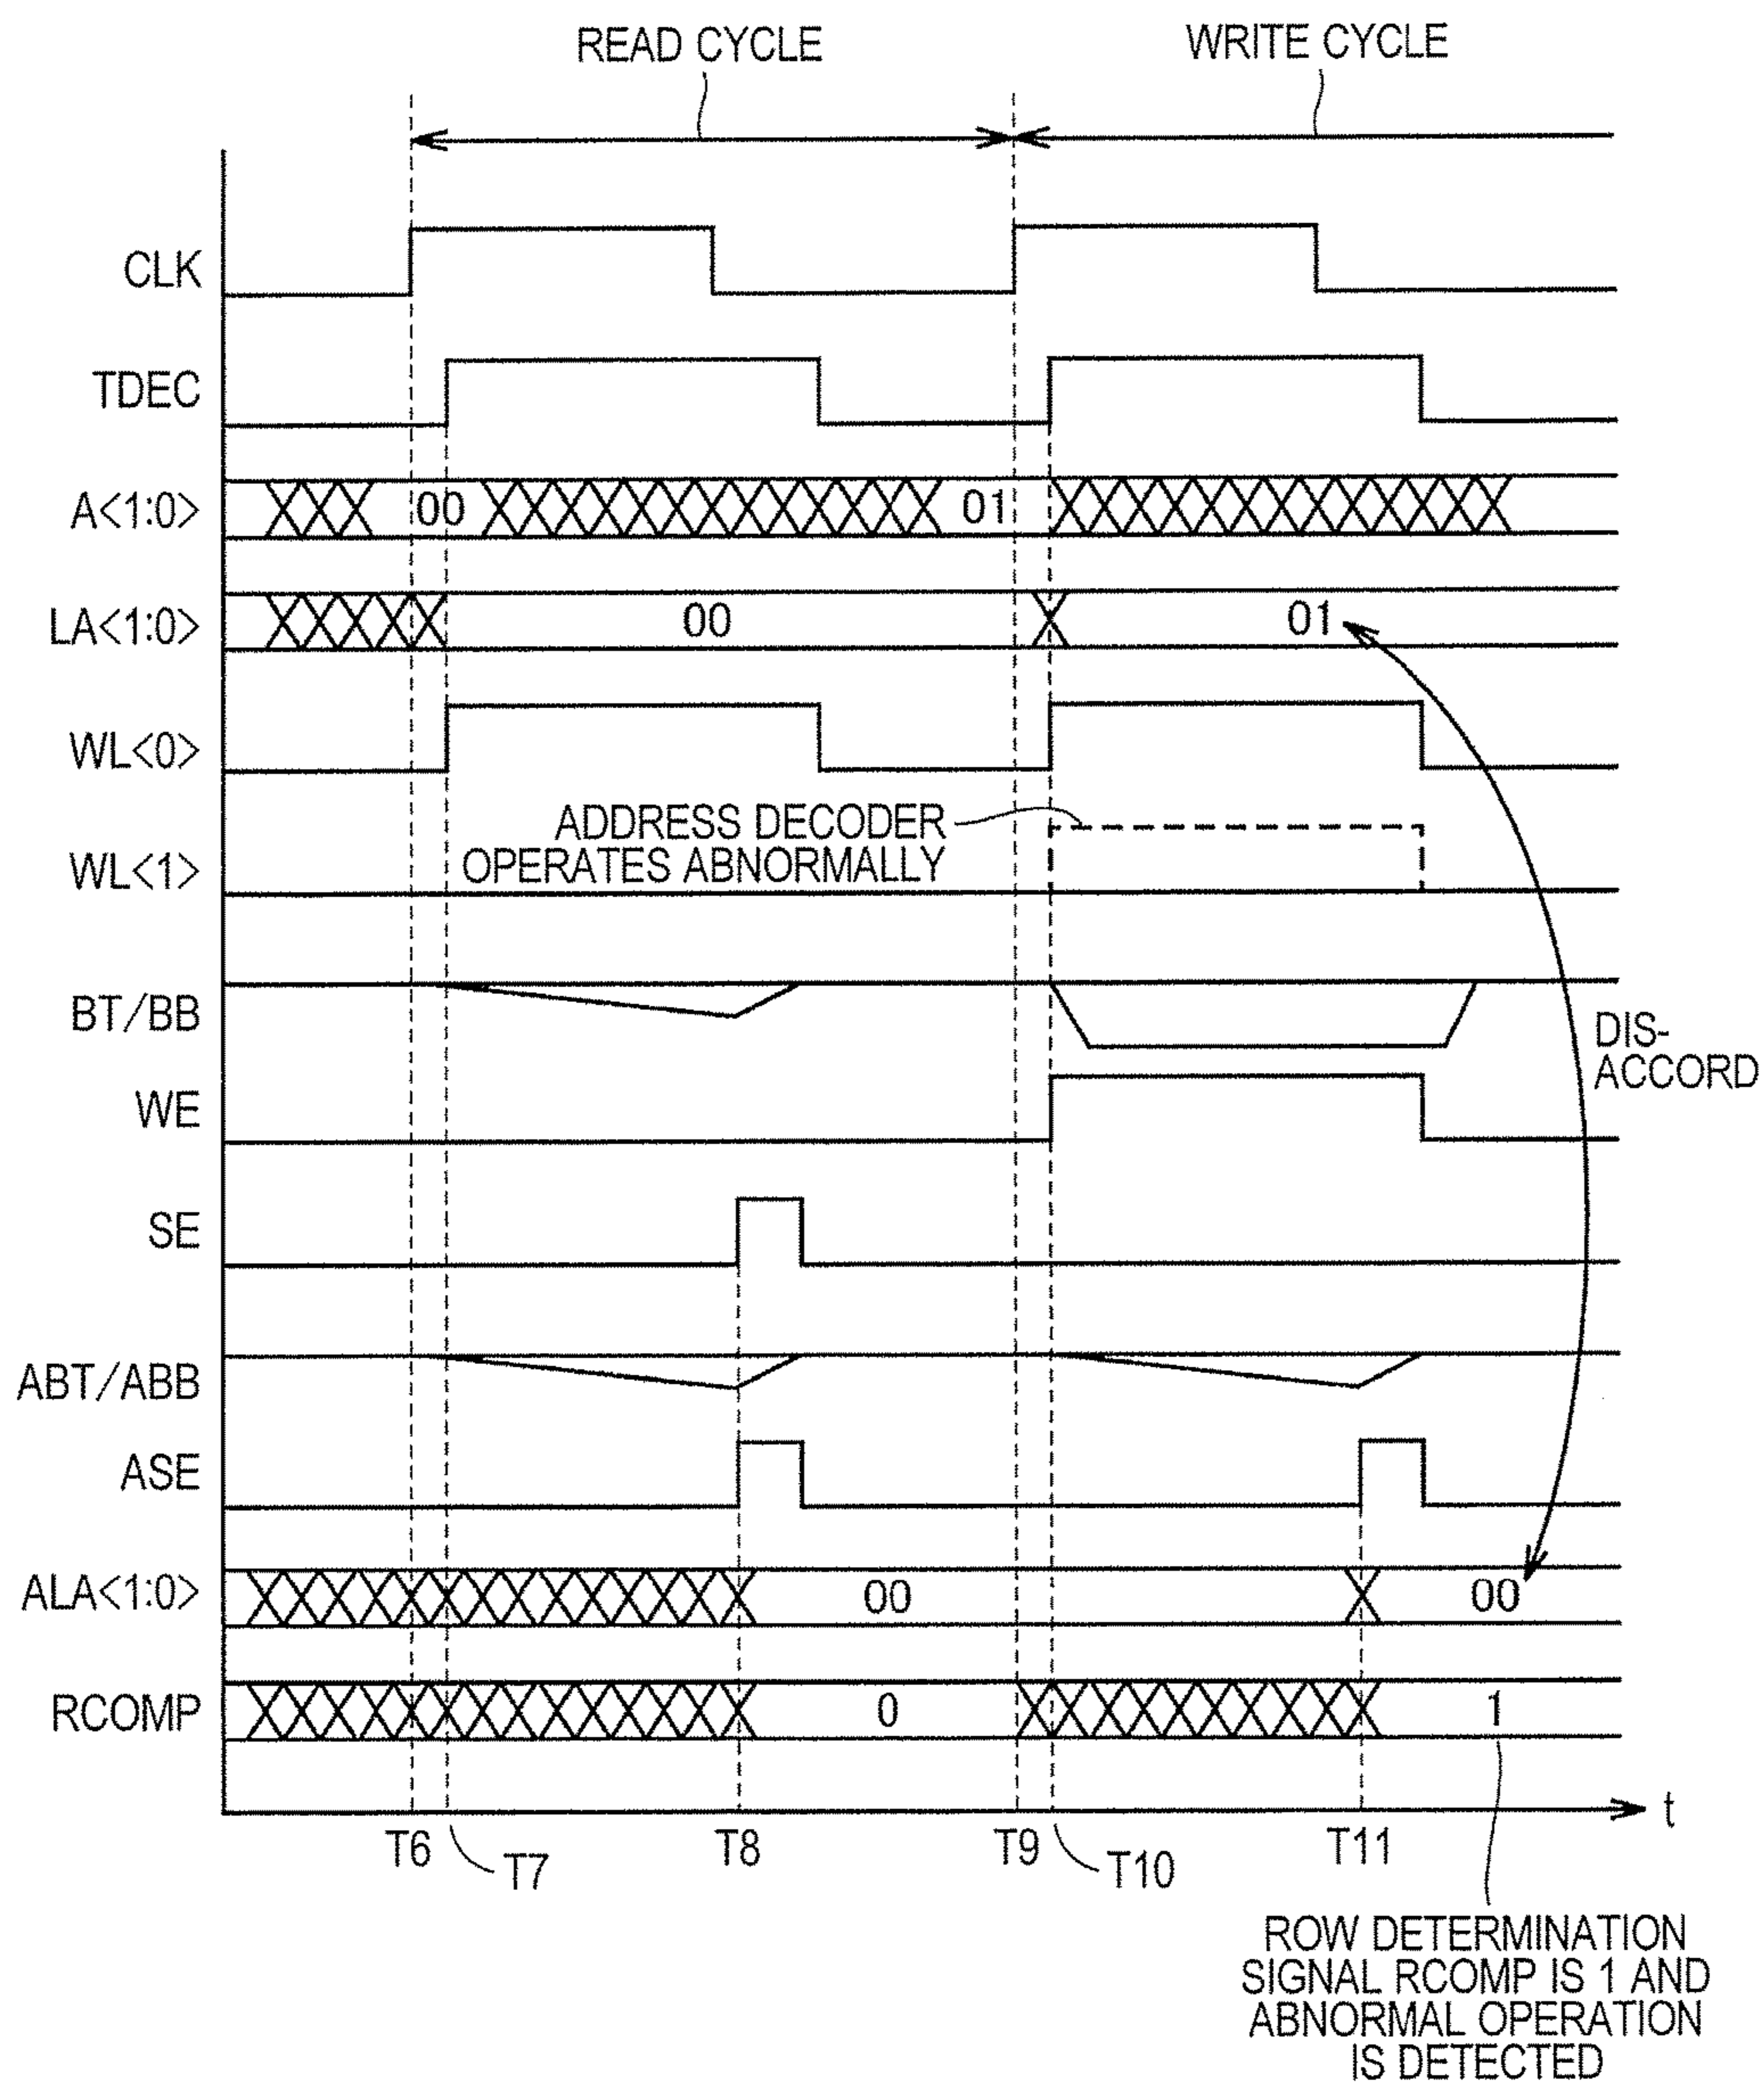 READ CYCLE
WRITE CYCLE
CLK
TDEC
A<1:0>
00
01
LA<1:0>
00
01
WL<0>
ADDRESS DECODER
OPERATES ABNORMALLY
WL<1>
BT/BB
DIS-
ACCORD
WE
SE
ABT/ABB
ASE
ALA<1:0>
00
00
RCOMP
0
1
t
T6
T7
T8
T9
T10
T11
ROW DETERMINATION
SIGNAL RCOMP IS 1 AND
ABNORMAL OPERATION
IS DETECTED